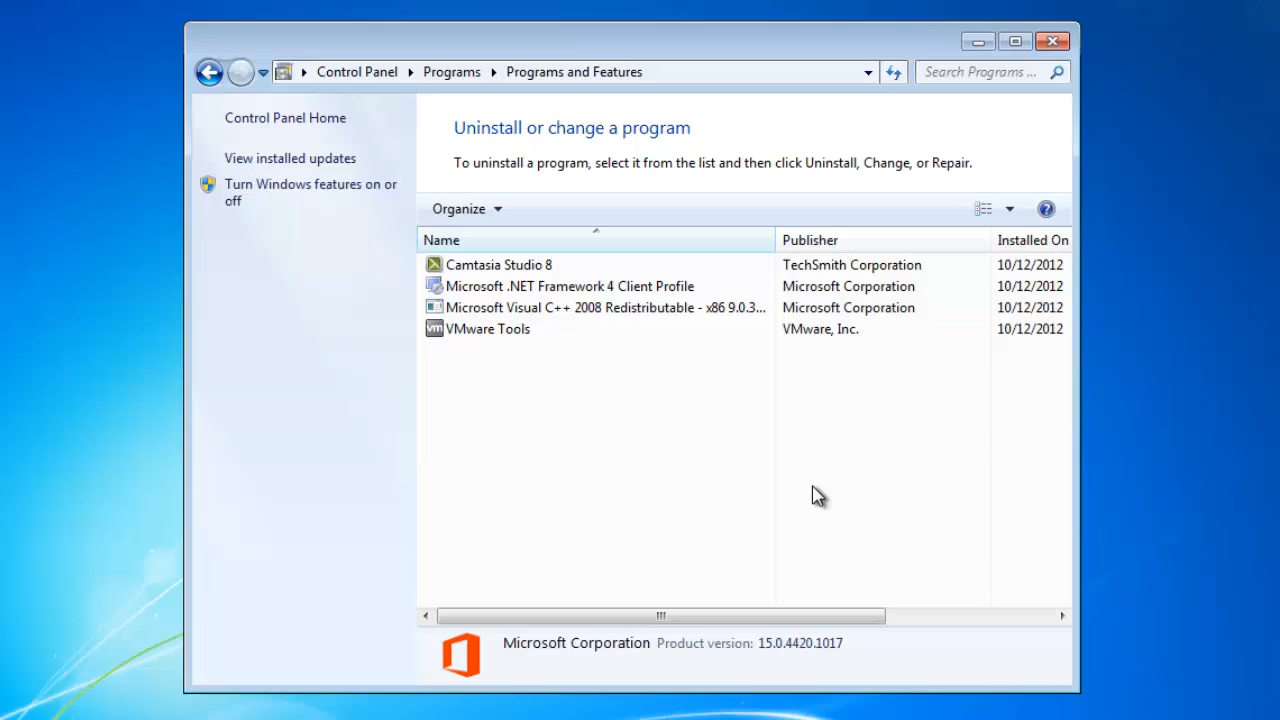 Control Panel Programs Programs and Features Search Programs ...
Control Panel Home
View installed updates
Turn Windows features on or
off
Uninstall or change a program
To uninstall a program, select it from the list and then click Uninstall, Change, or Repair.
Organize
Name Publisher Installed On
Camtasia Studio 8 TechSmith Corporation 10/12/2012
Microsoft .NET Framework 4 Client Profile Microsoft Corporation 10/12/2012
Microsoft Visual C++ 2008 Redistributable - x86 9.0.3... Microsoft Corporation 10/12/2012
vm VMware Tools VMware, Inc. 10/12/2012
Microsoft Corporation Product version: 15.0.4420.1017